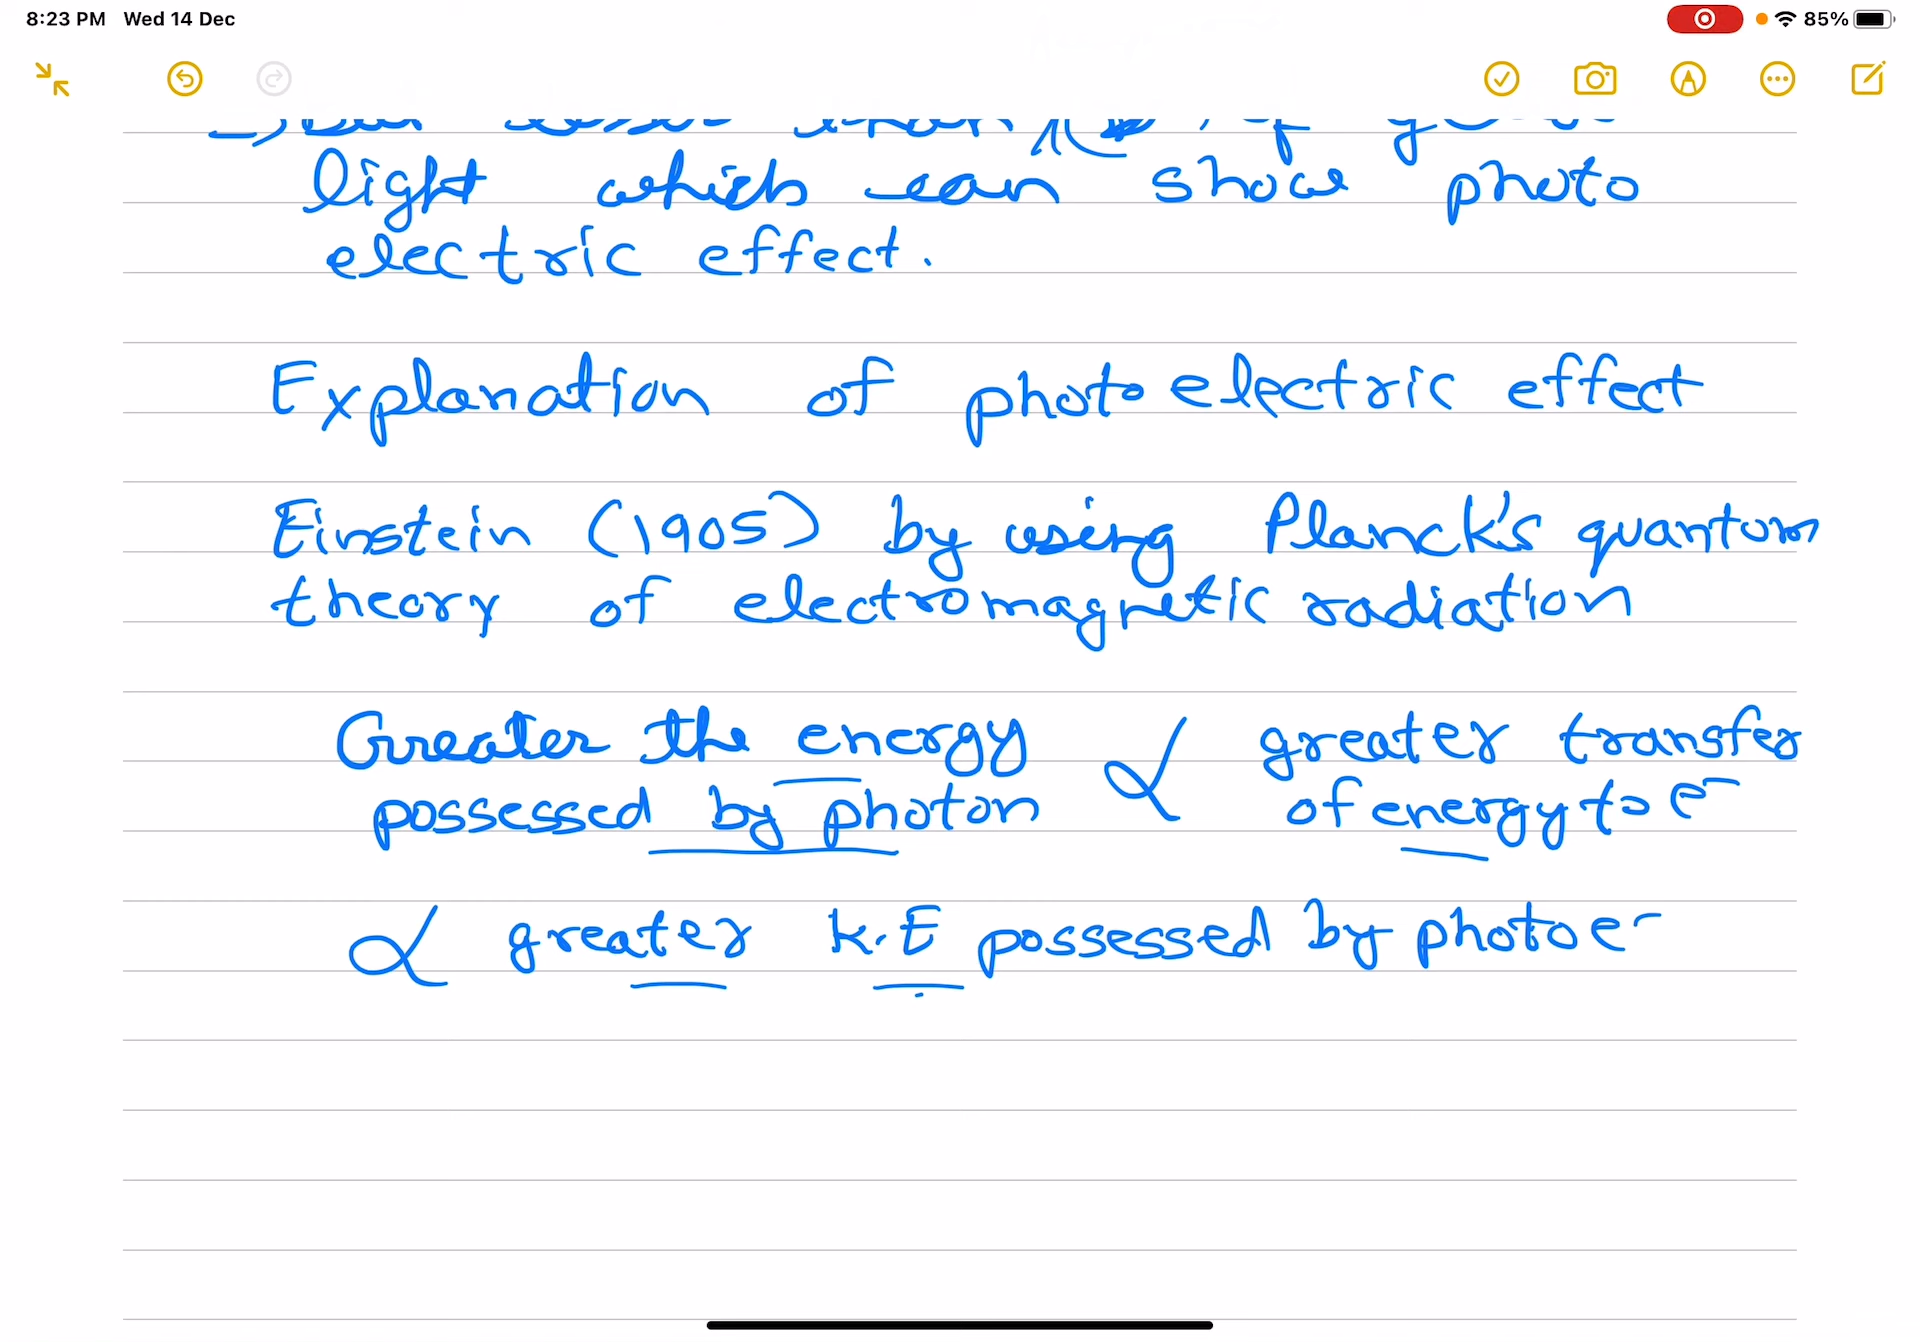 8:23 PM Wed 14 Dec 85%
light which can show photo
electric effect.
Explanation of photo electric effect
Einstein (1905) by using Planck's quantum
theory of electromagnetic radiation
Greater the energy ∝ greater transfer
possessed by photon of energy to e⁻
∝ greater K.E possessed by photoe⁻